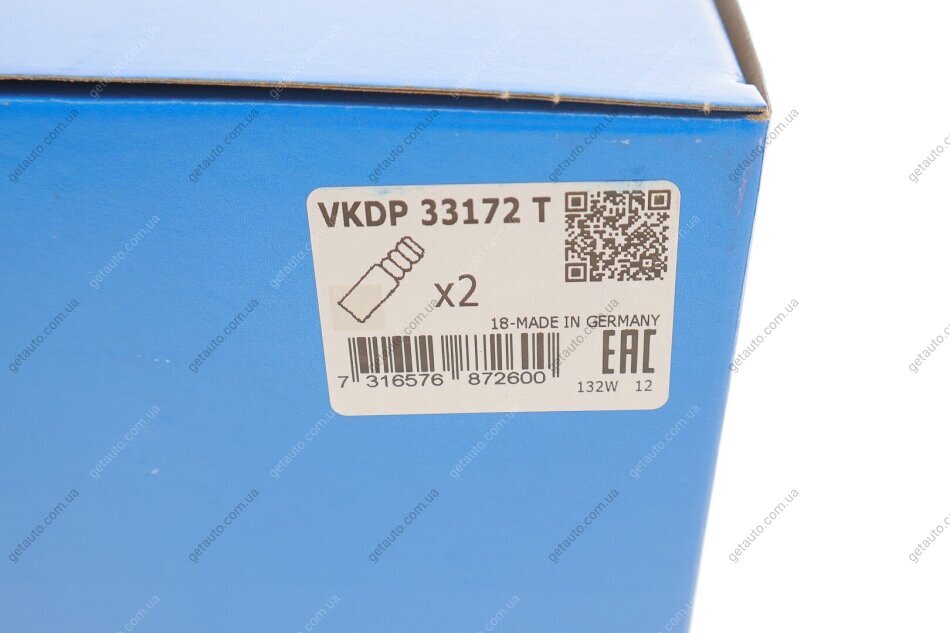 VKDP 33172 T
x2
18-MADE IN GERMANY
EAC
7 316576 872600
132W 12
getauto.com.ua